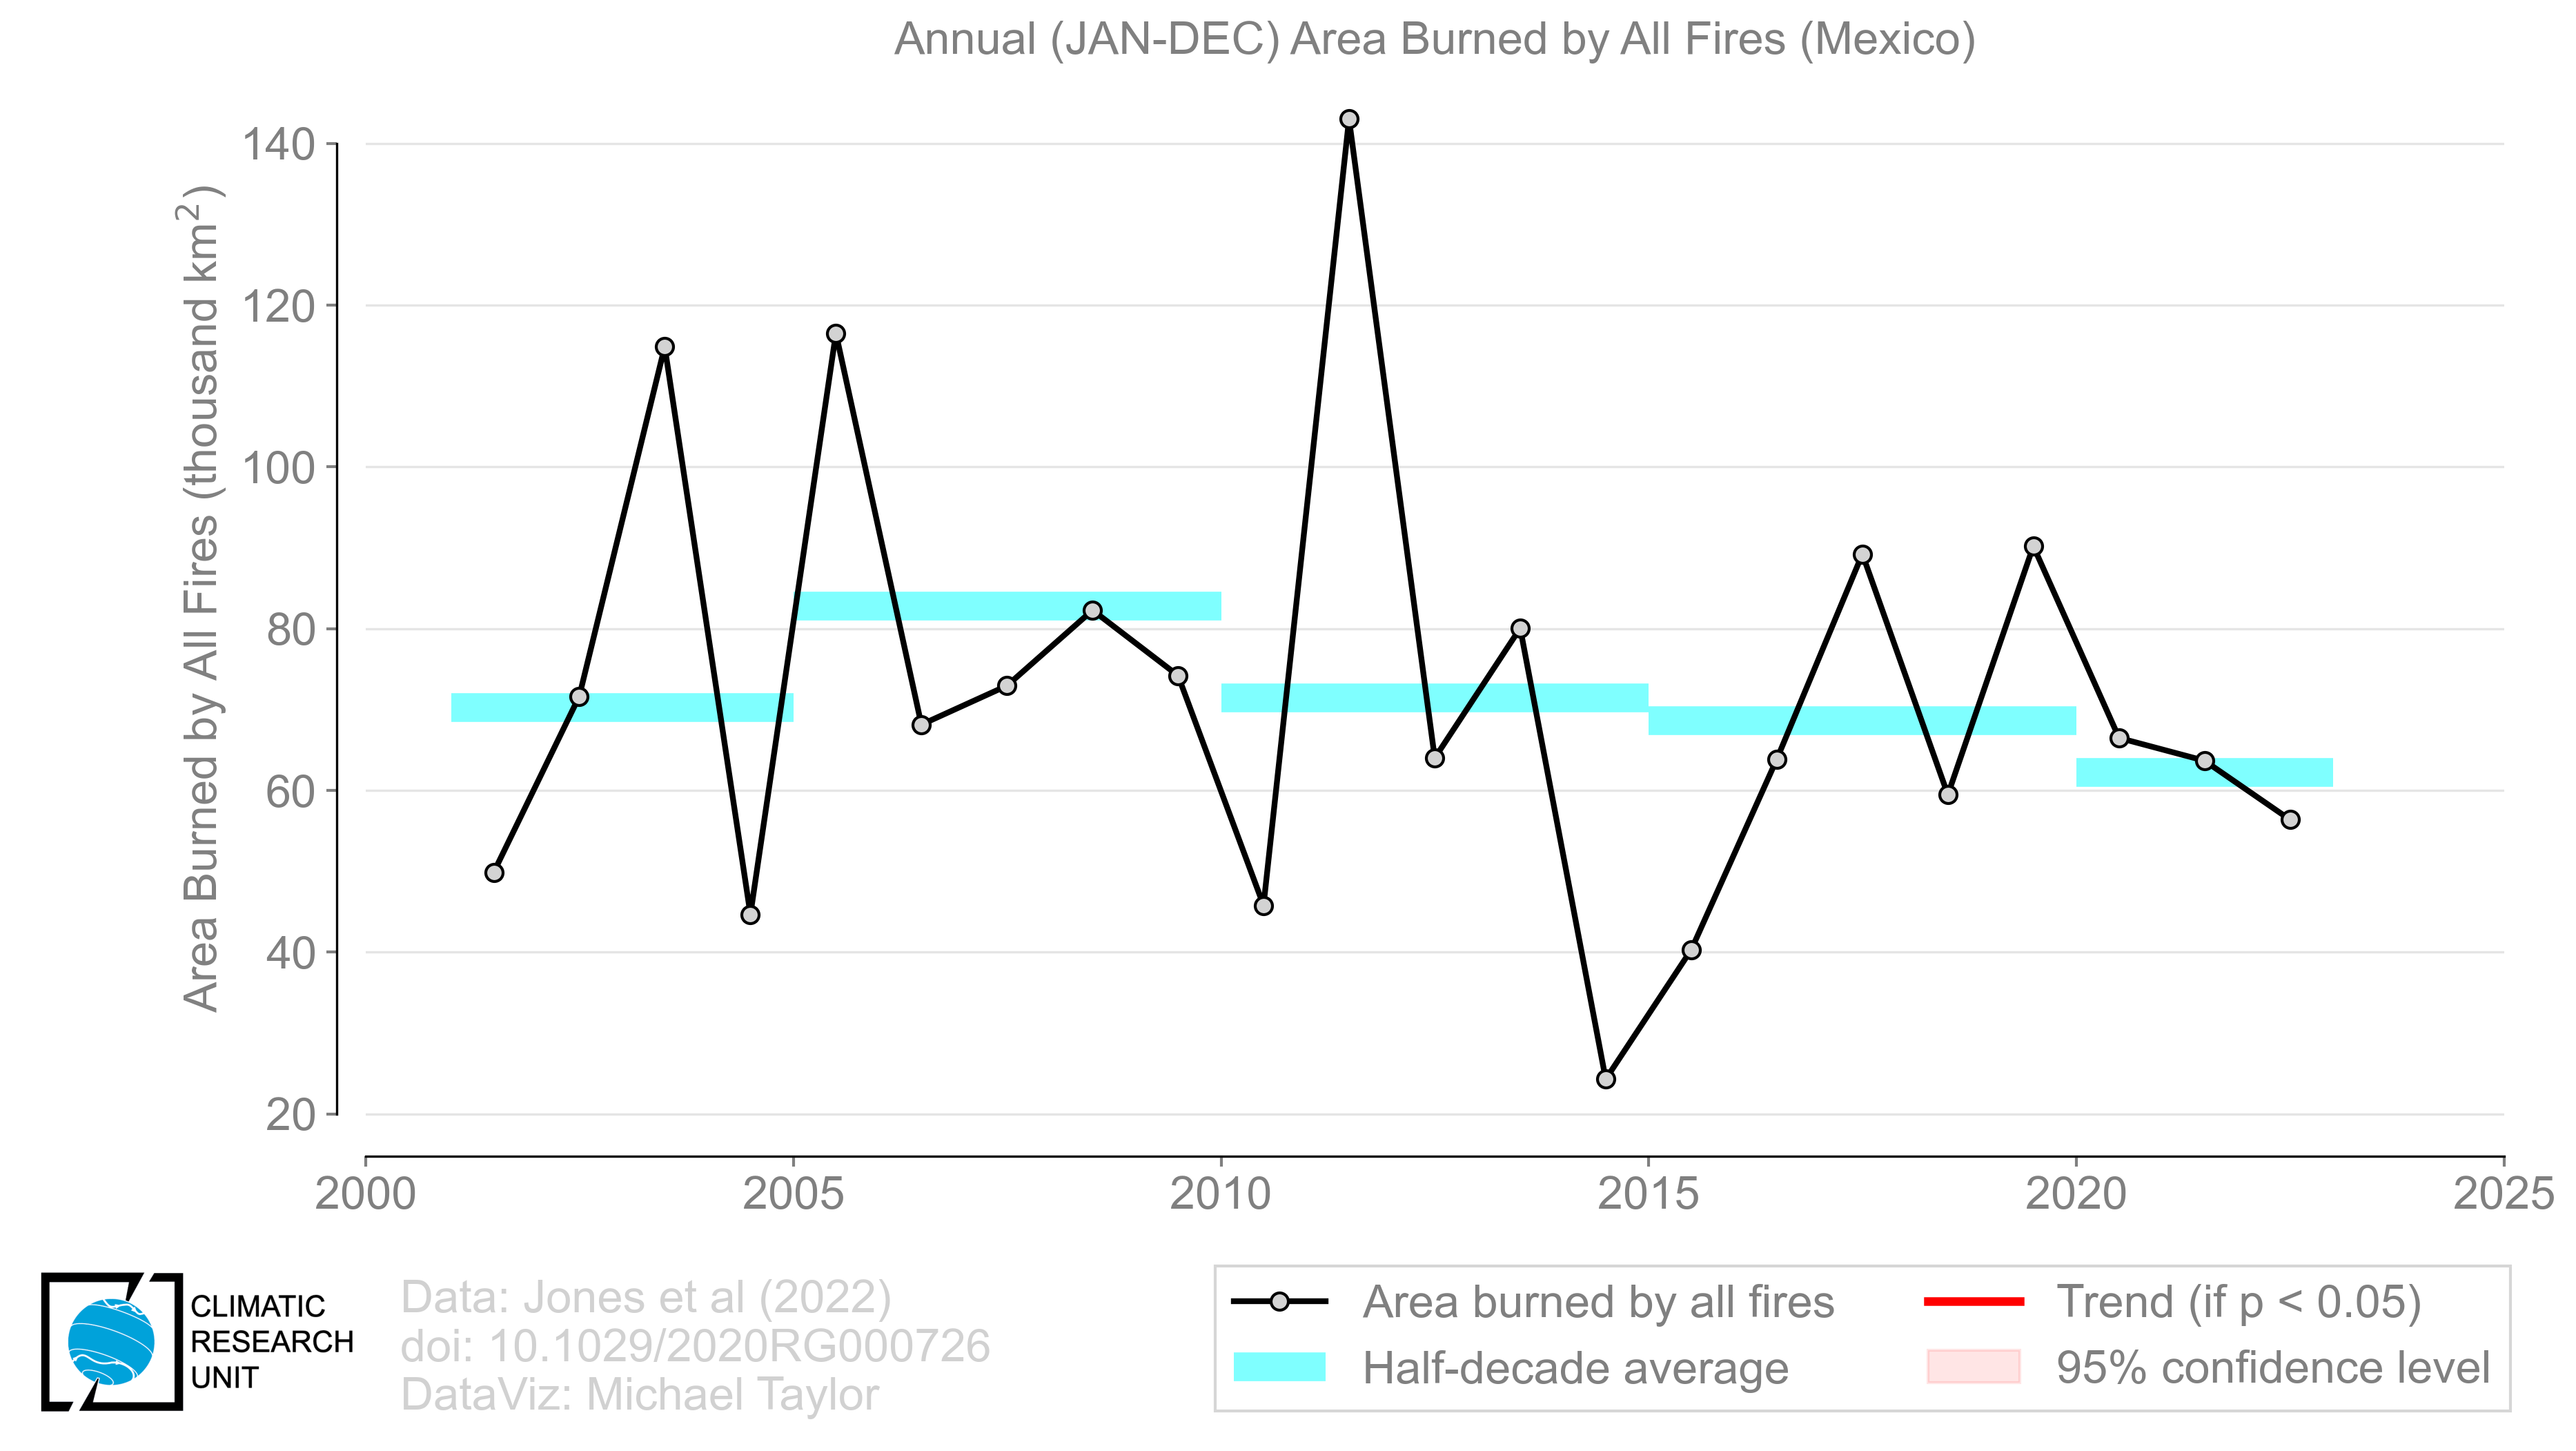 Annual (JAN-DEC) Area Burned by All Fires (Mexico)
Area Burned by All Fires (thousand km²)
140
120
100
80
60
40
20
2000
2005
2010
2015
2020
2025
CLIMATIC
RESEARCH
UNIT
Data: Jones et al (2022)
doi: 10.1029/2020RG000726
DataViz: Michael Taylor
Area burned by all fires
Half-decade average
Trend (if p < 0.05)
95% confidence level